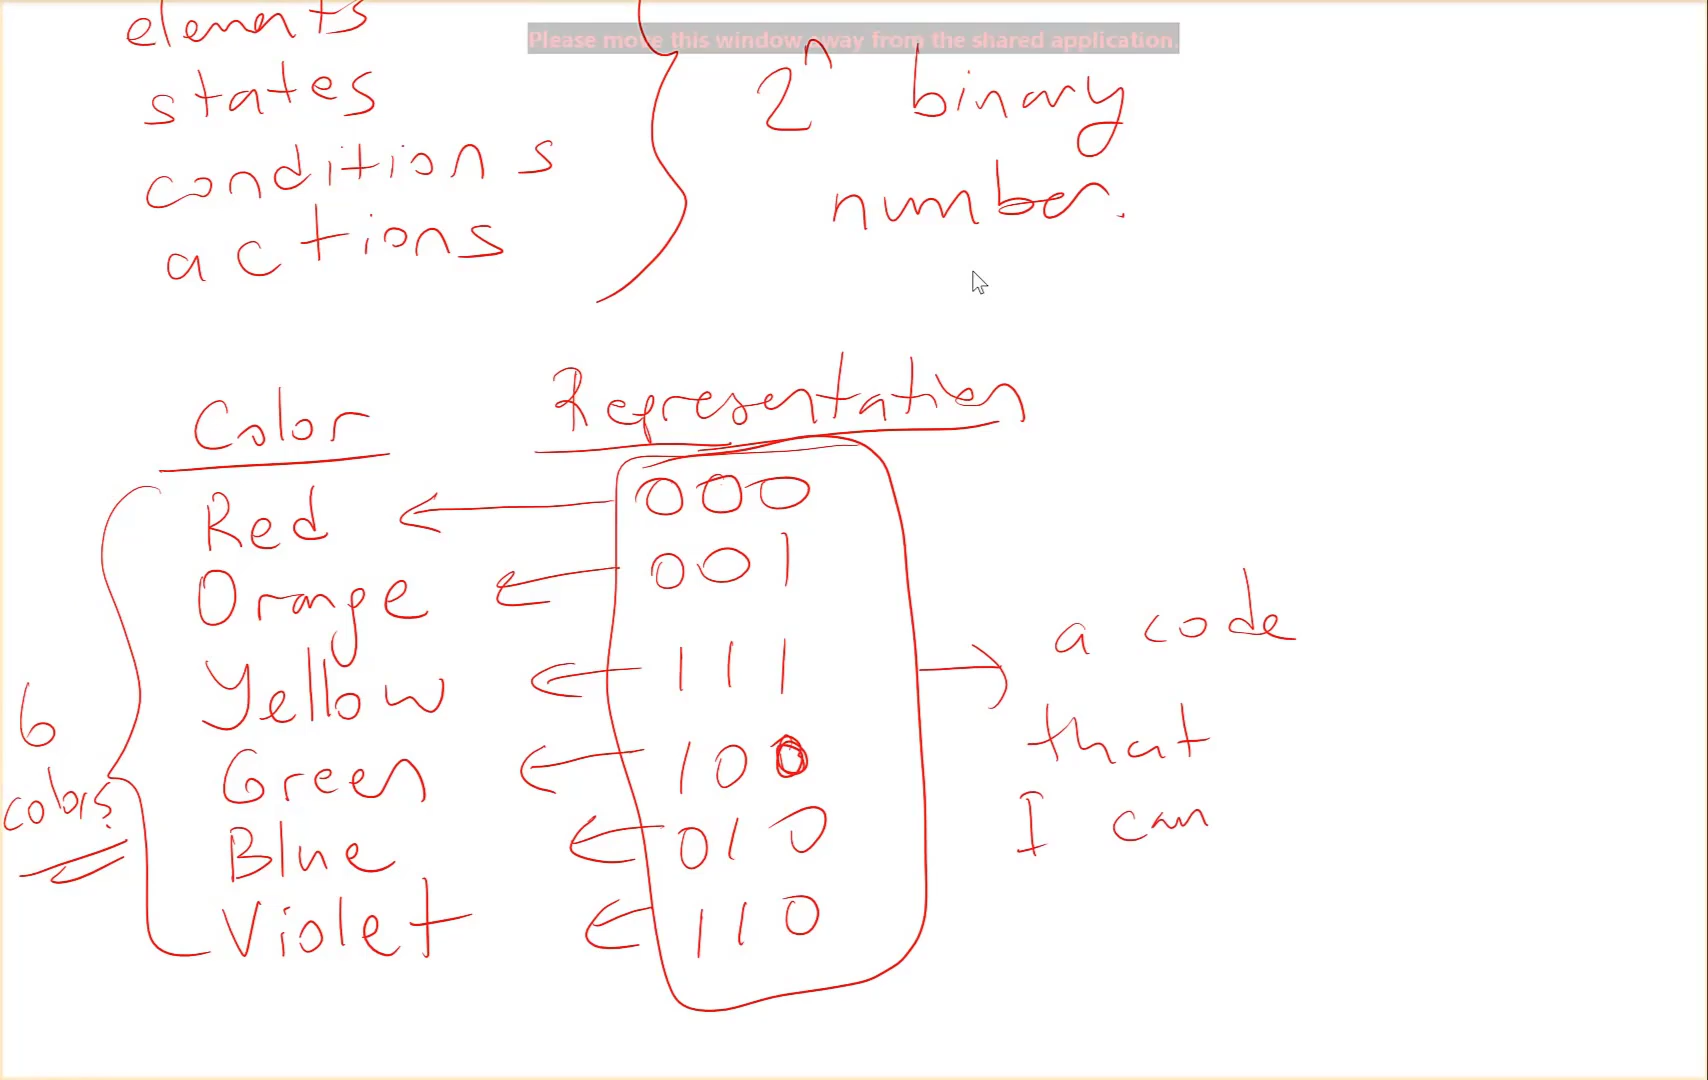 elements
Please move this window away from the shared application.
states
2^n binary
conditions
number.
actions
Color Representation
Red 000
Orange 001
a code
Yellow 111
6
that
Green 100
colors?
I can
Blue 010
Violet 110